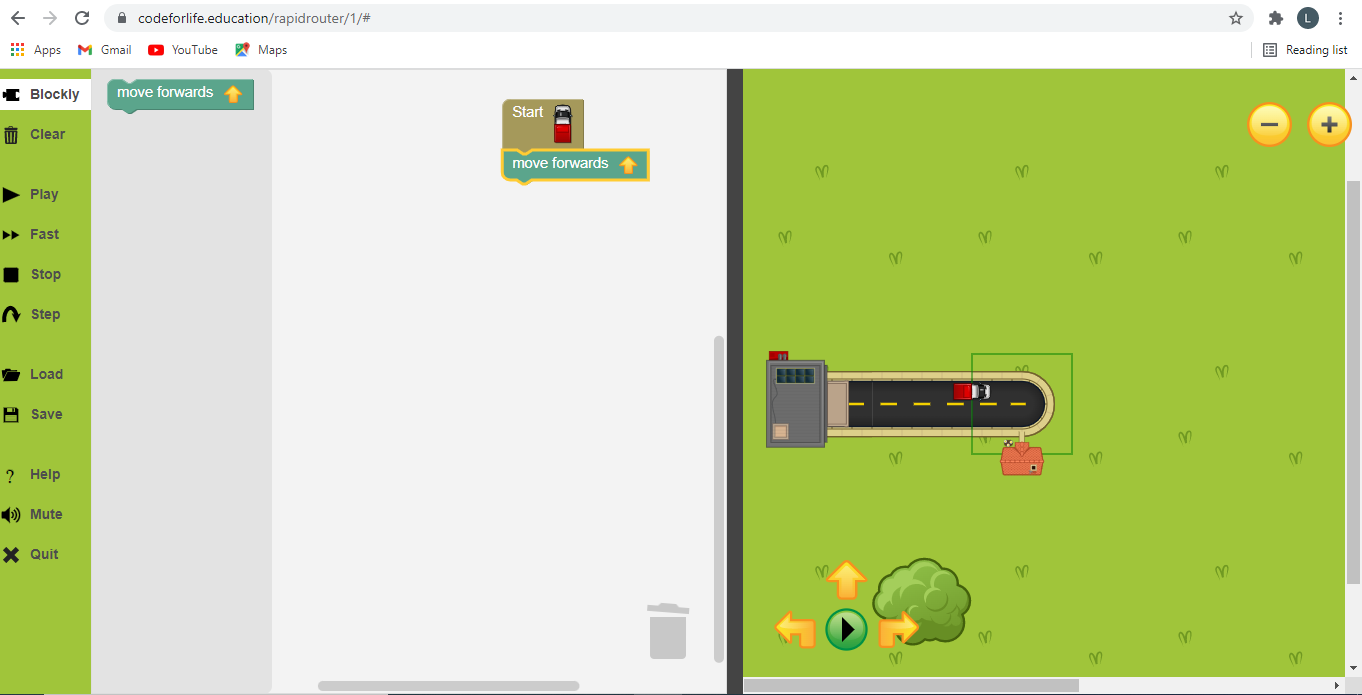 codeforlife.education/rapidrouter/1/#
L
Apps
Gmail
YouTube
Maps
Reading list
Blockly
Clear
Play
Fast
Stop
Step
Load
Save
? Help
Mute
Quit
move forwards
Start
move forwards